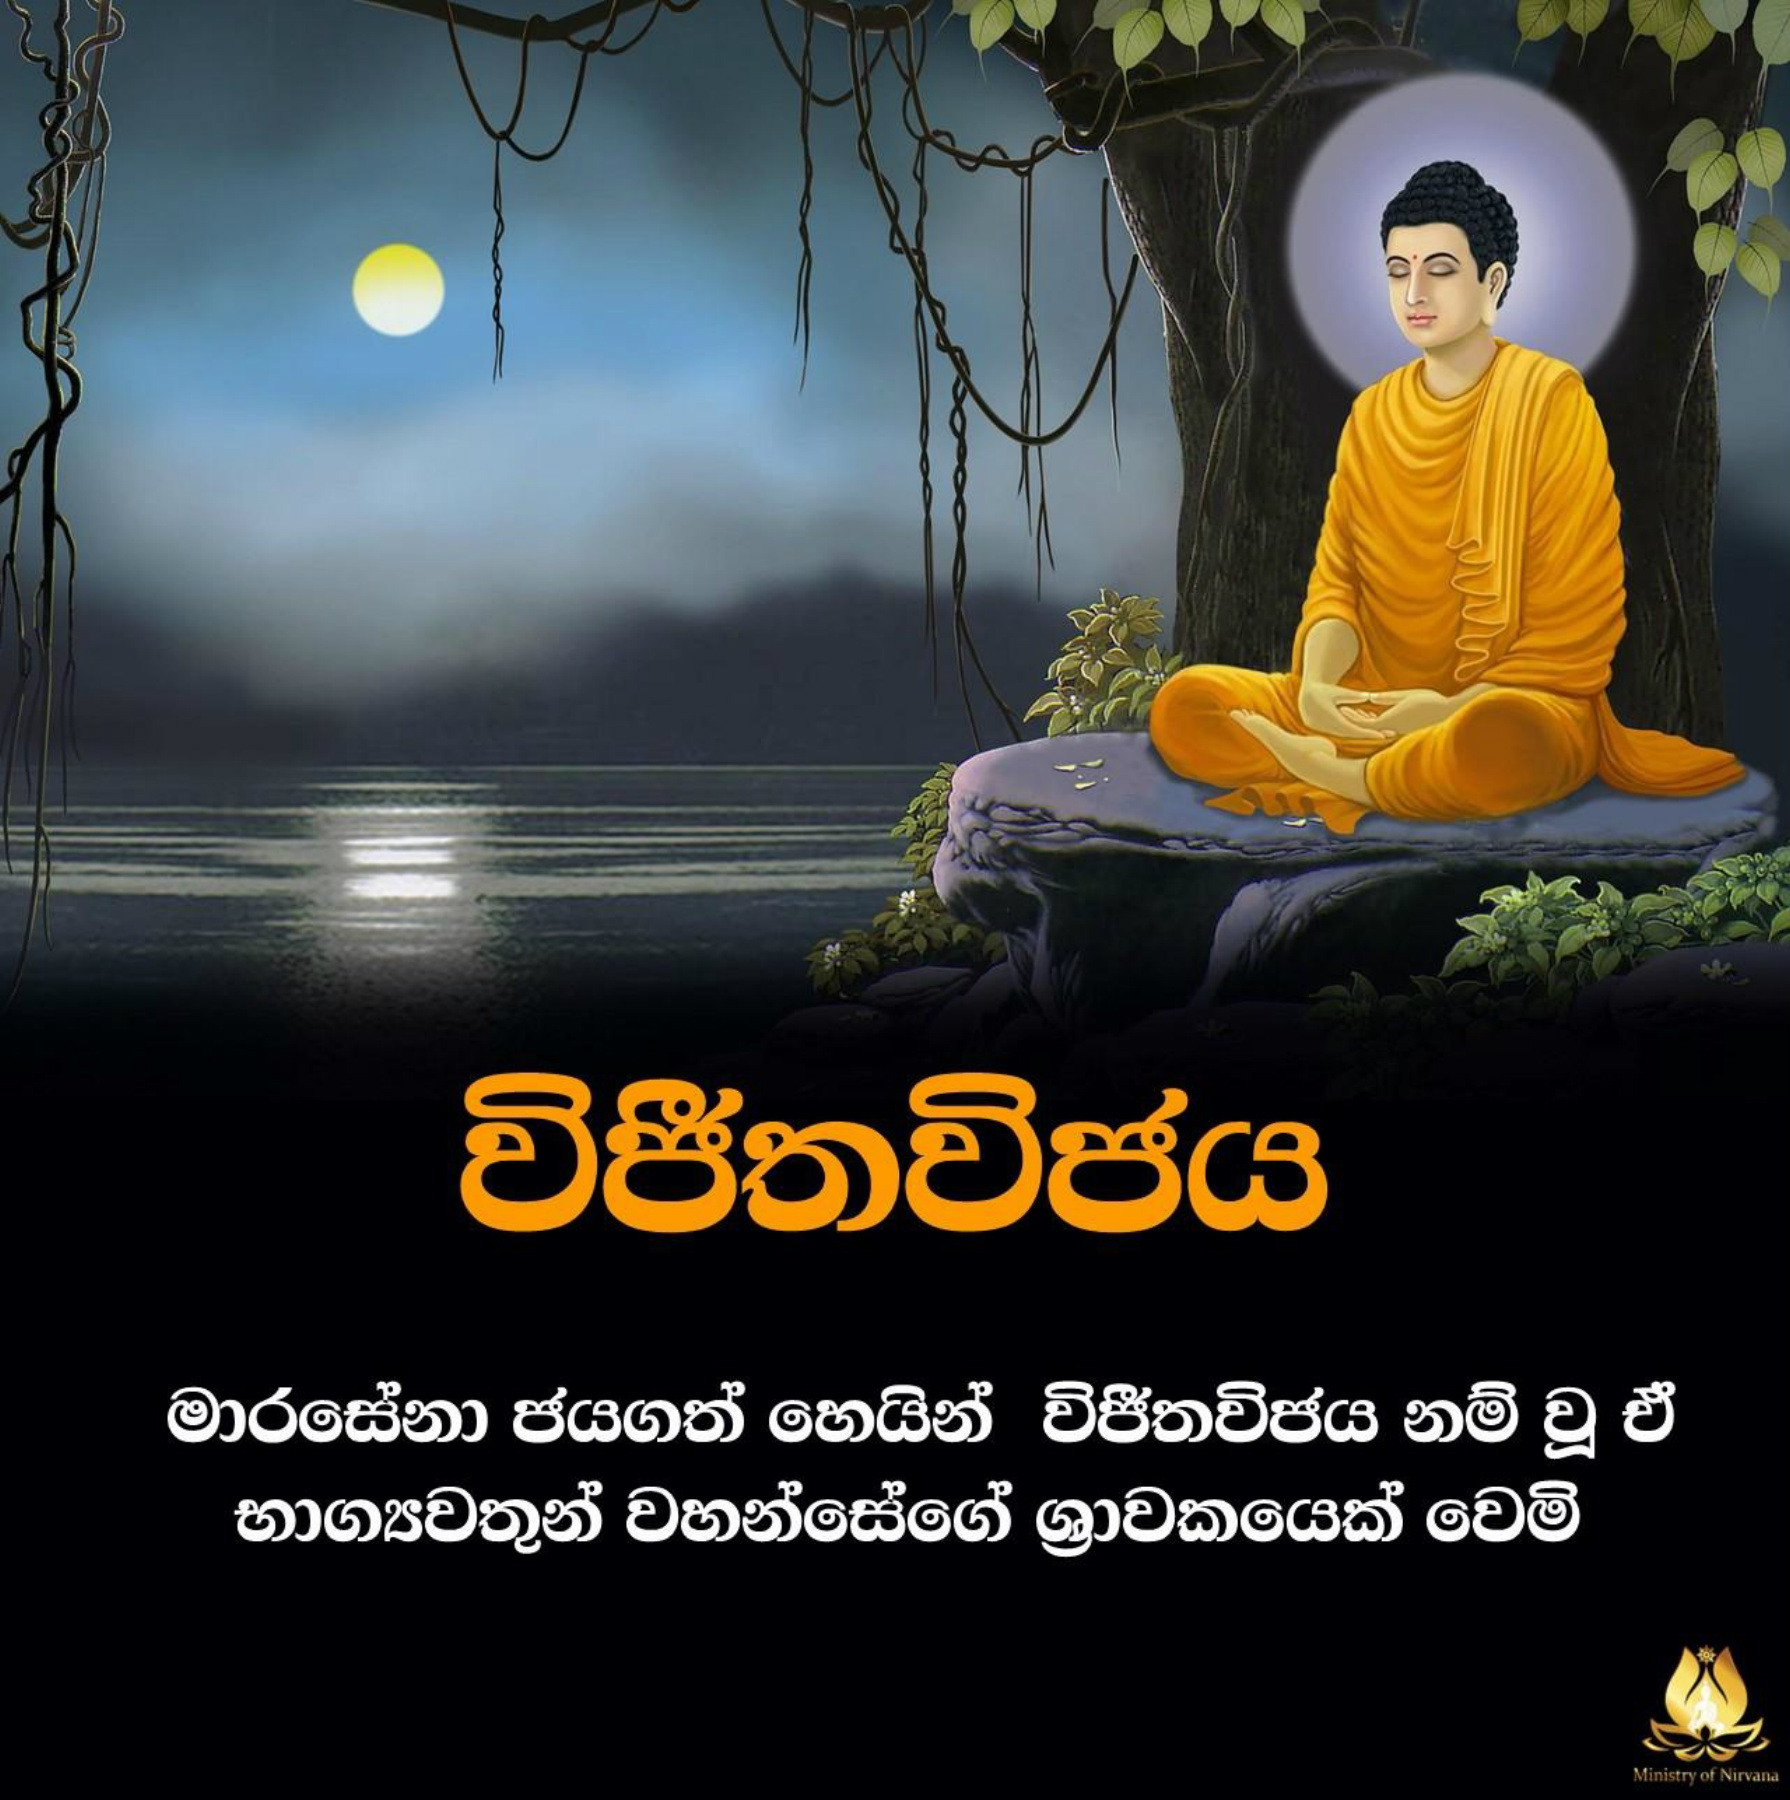 විජීතවිජය
මාරසේනා ජයගත් හෙයින් විජීතවිජය නම් වූ ඒ
භාග්‍යවතුන් වහන්සේගේ ශ්‍රාවකයෙක් වෙමි
Ministry of Nirvana